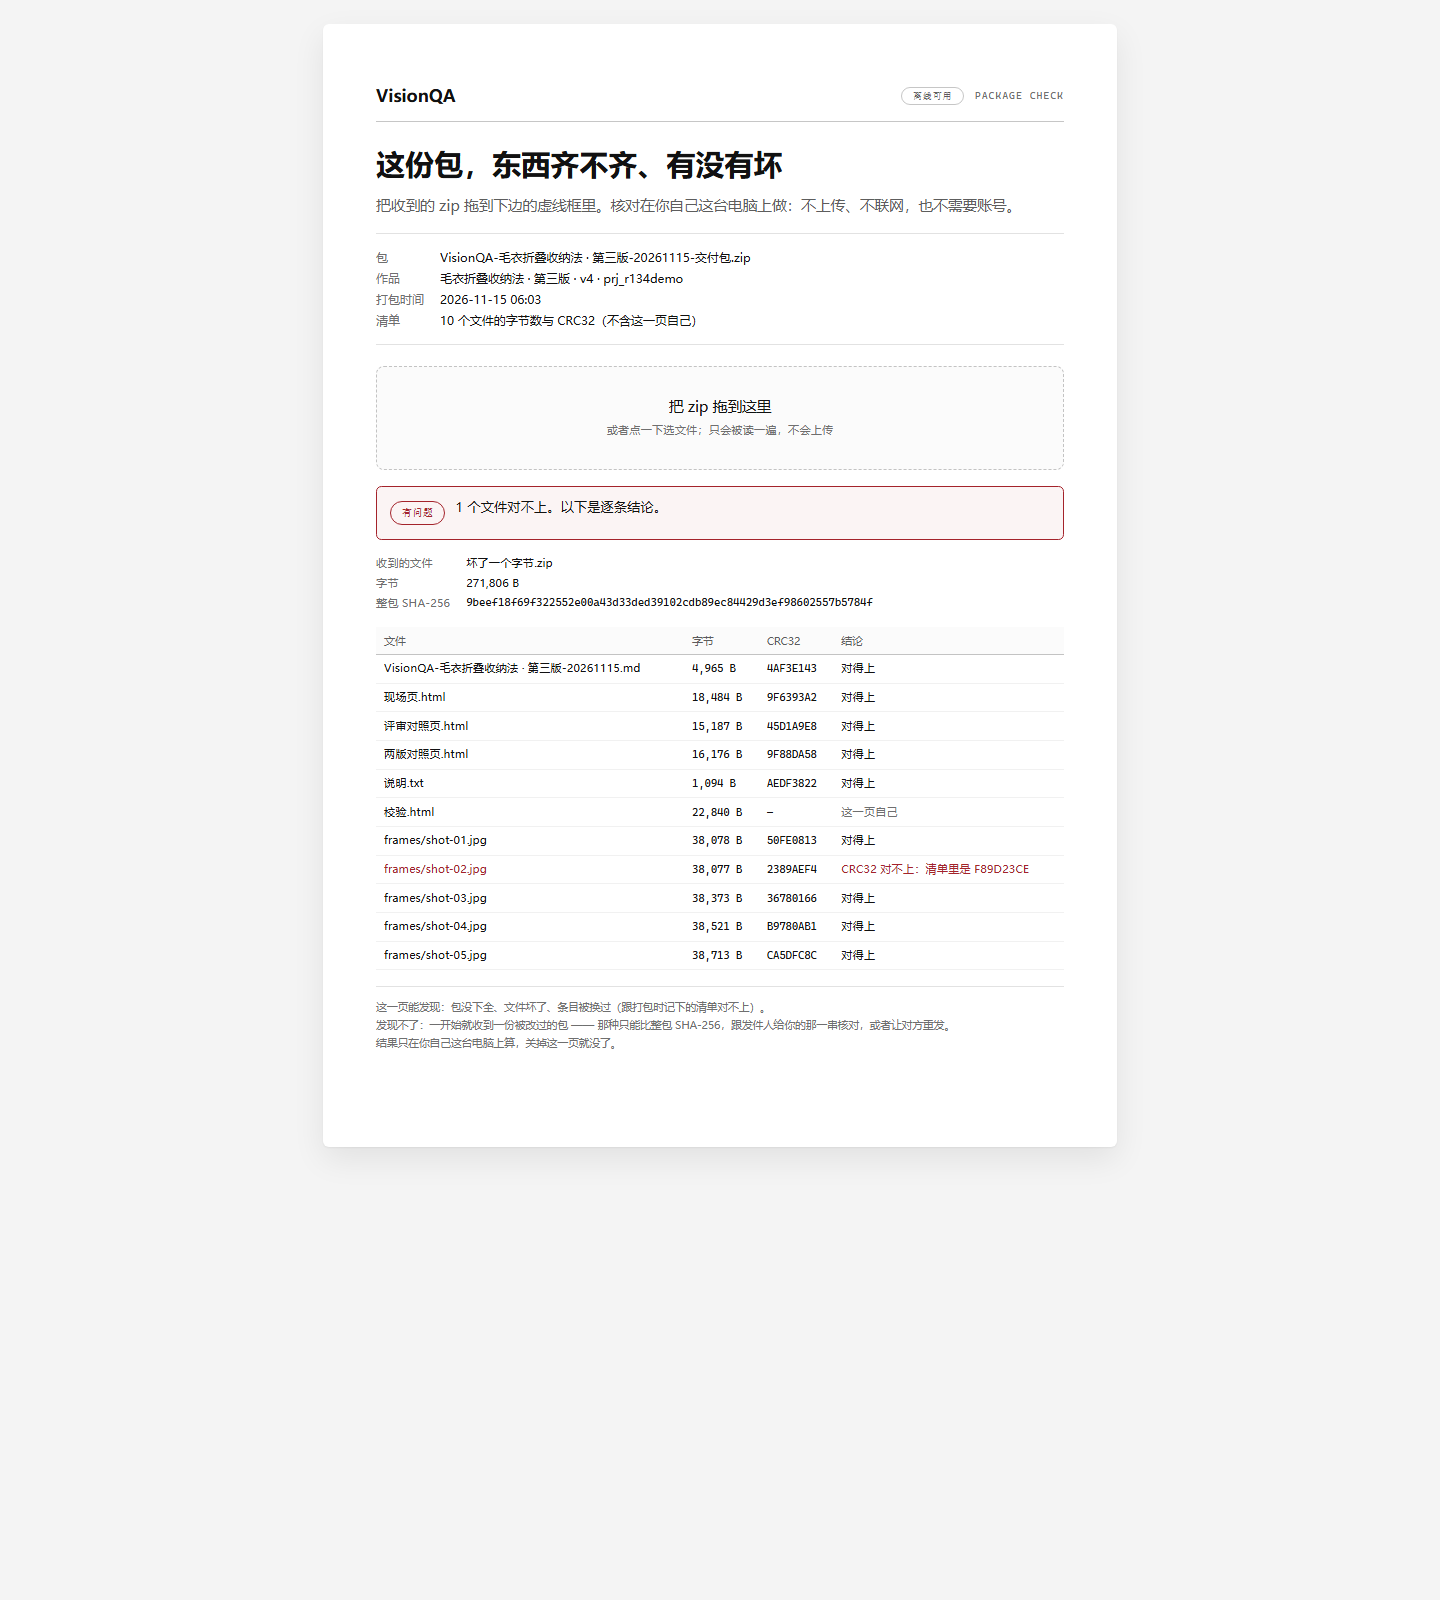 VisionQA
离线可用 PACKAGE CHECK
这份包，东西齐不齐、有没有坏
把收到的 zip 拖到下边的虚线框里。核对在你自己这台电脑上做：不上传、不联网，也不需要账号。
包 VisionQA-毛衣折叠收纳法 · 第三版-20261115-交付包.zip
作品 毛衣折叠收纳法 · 第三版 · v4 · prj_r134demo
打包时间 2026-11-15 06:03
清单 10 个文件的字节数与 CRC32（不含这一页自己）
把 zip 拖到这里
或者点一下选文件；只会被读一遍，不会上传
有问题 1 个文件对不上。以下是逐条结论。
收到的文件 坏了一个字节.zip
字节 271,806 B
整包 SHA-256 9beef18f69f322552e00a43d33ded39102cdb89ec84429d3ef98602557b5784f
文件 字节 CRC32 结论
VisionQA-毛衣折叠收纳法 · 第三版-20261115.md 4,965 B 4AF3E143 对得上
现场页.html 18,484 B 9F6393A2 对得上
评审对照页.html 15,187 B 45D1A9E8 对得上
两版对照页.html 16,176 B 9F88DA58 对得上
说明.txt 1,094 B AEDF3822 对得上
校验.html 22,840 B — 这一页自己
frames/shot-01.jpg 38,078 B 50FE0813 对得上
frames/shot-02.jpg 38,077 B 2389AEF4 CRC32 对不上：清单里是 F89D23CE
frames/shot-03.jpg 38,373 B 36780166 对得上
frames/shot-04.jpg 38,521 B B9780AB1 对得上
frames/shot-05.jpg 38,713 B CA5DFC8C 对得上
这一页能发现：包没下全、文件坏了、条目被换过（跟打包时记下的清单对不上）。
发现不了：一开始就收到一份被改过的包 —— 那种只能比整包 SHA-256，跟发件人给你的那一串核对，或者让对方重发。
结果只在你自己这台电脑上算，关掉这一页就没了。